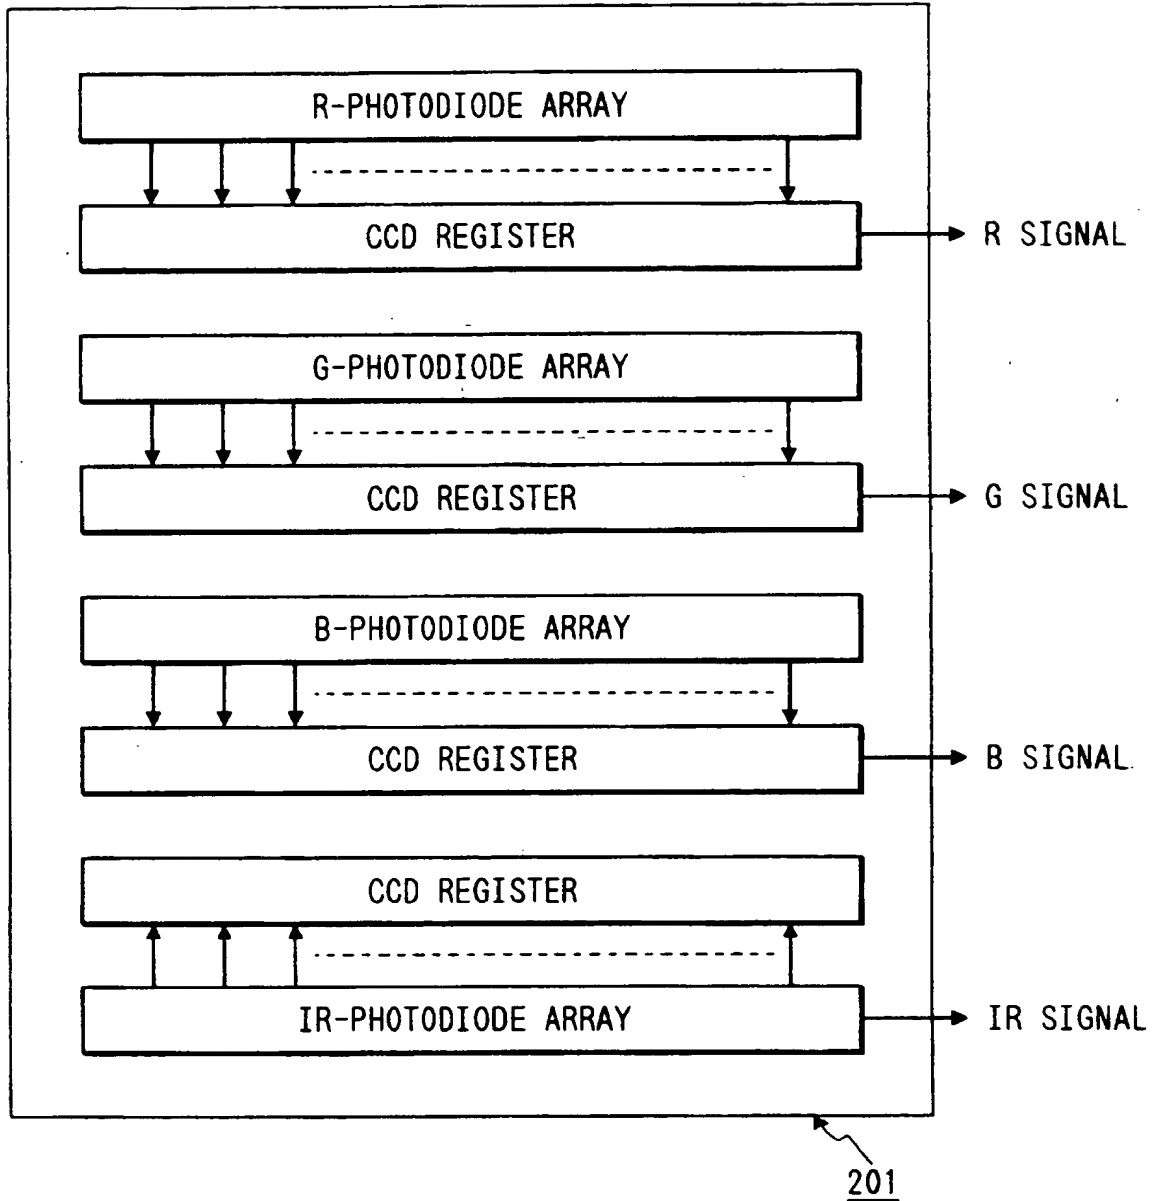 R-PHOTODIODE ARRAY
CCD REGISTER
R SIGNAL
G-PHOTODIODE ARRAY
CCD REGISTER
G SIGNAL
B-PHOTODIODE ARRAY
CCD REGISTER
B SIGNAL
CCD REGISTER
IR-PHOTODIODE ARRAY
IR SIGNAL
201